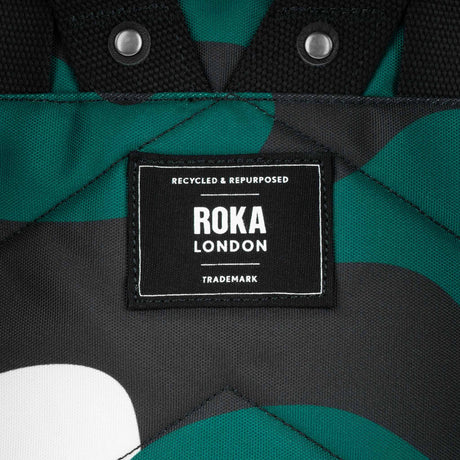 RECYCLED & REPURPOSED
ROKA
LONDON
TRADEMARK